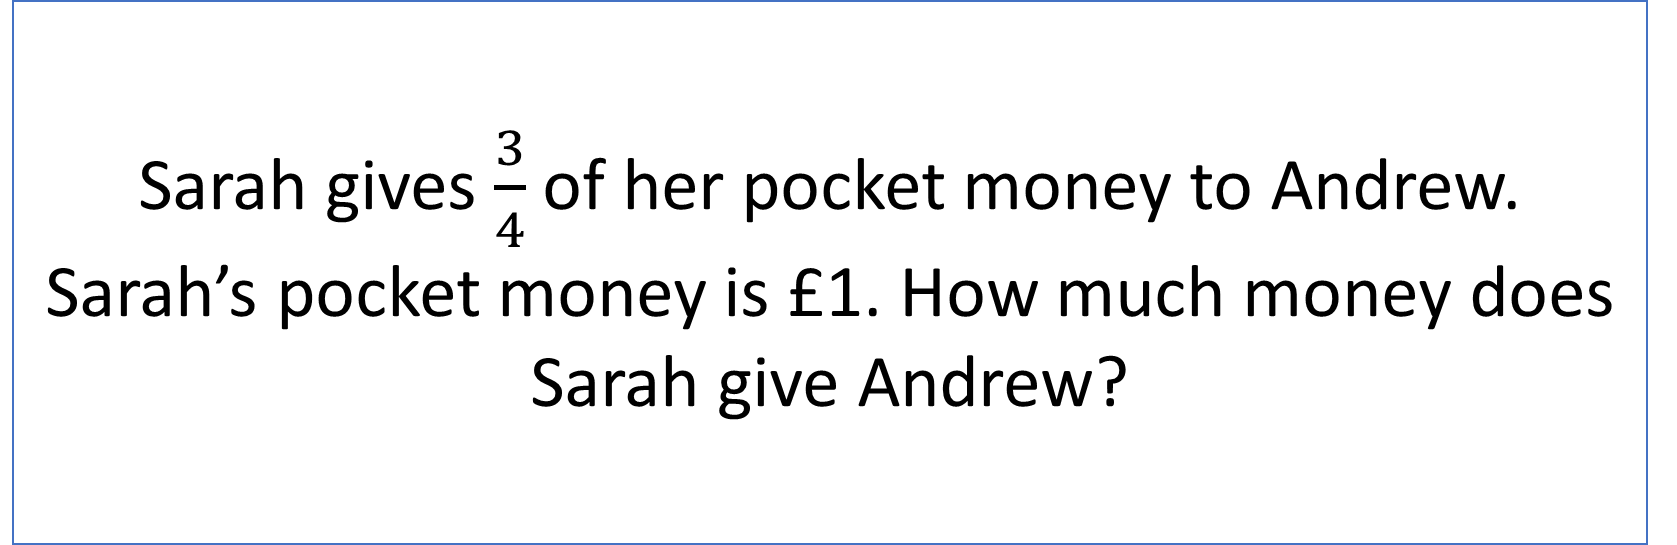 Sarah gives 3/4 of her pocket money to Andrew.
Sarah’s pocket money is £1. How much money does
Sarah give Andrew?